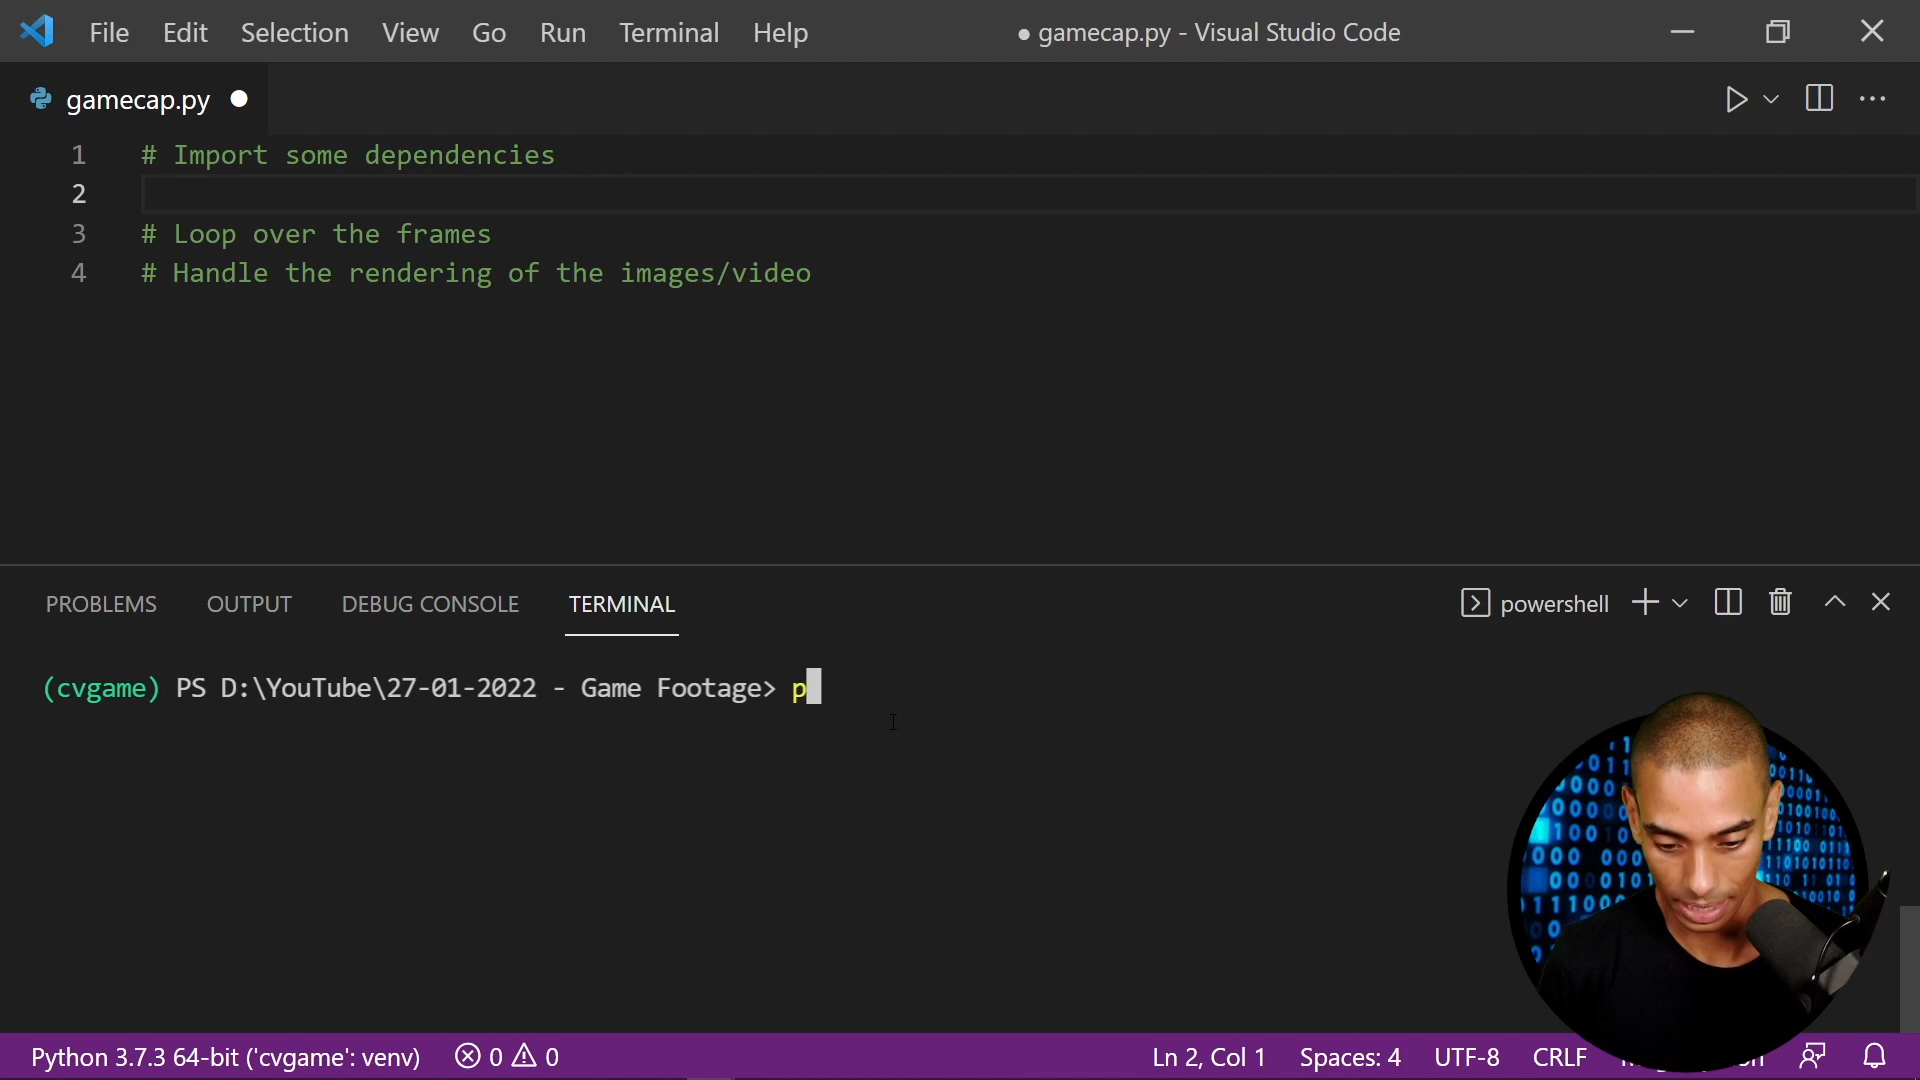 File Edit Selection View Go Run Terminal Help
● gamecap.py - Visual Studio Code
gamecap.py
1 # Import some dependencies
2
3 # Loop over the frames
4 # Handle the rendering of the images/video
PROBLEMS OUTPUT DEBUG CONSOLE TERMINAL
powershell
(cvgame) PS D:\YouTube\27-01-2022 - Game Footage> p
Python 3.7.3 64-bit ('cvgame': venv) 0 0
Ln 2, Col 1 Spaces: 4 UTF-8 CRLF